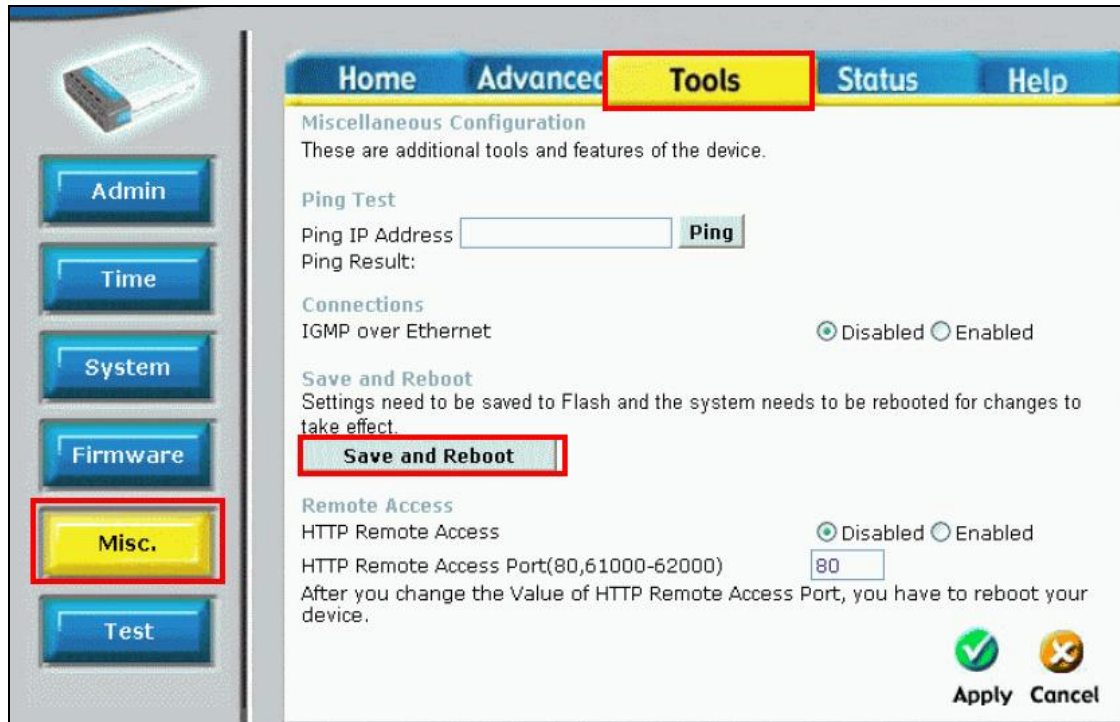 Home Advanced Tools Status Help
Miscellaneous Configuration
These are additional tools and features of the device.
Ping Test
Ping IP Address Ping
Ping Result:
Connections
IGMP over Ethernet Disabled Enabled
Save and Reboot
Settings need to be saved to Flash and the system needs to be rebooted for changes to
take effect.
Save and Reboot
Remote Access
HTTP Remote Access Disabled Enabled
HTTP Remote Access Port(80,61000-62000) 80
After you change the Value of HTTP Remote Access Port, you have to reboot your
device.
Apply Cancel
Admin
Time
System
Firmware
Misc.
Test